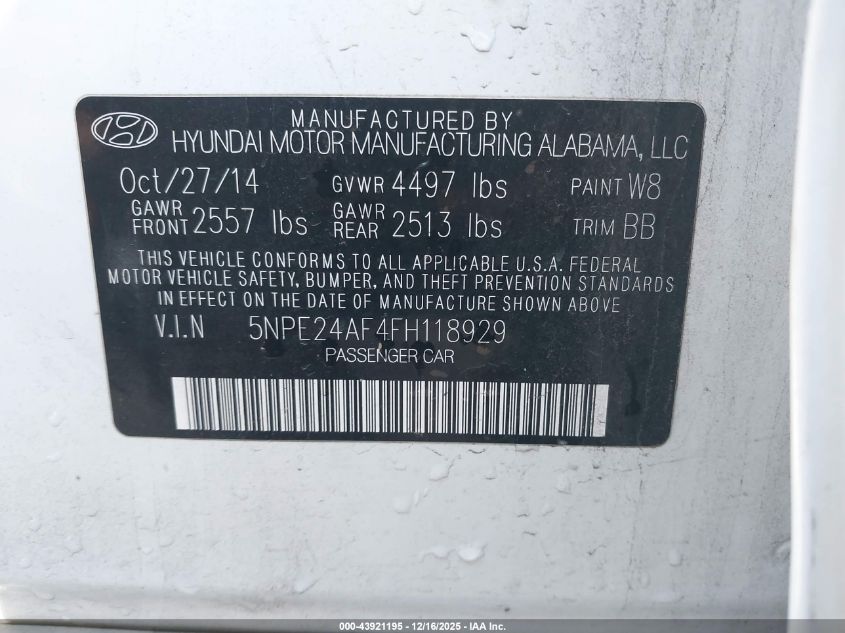 MANUFACTURED BY
HYUNDAI MOTOR MANUFACTURING ALABAMA, LLC
Oct/27/14 GVWR 4497 lbs PAINT W8
GAWR FRONT 2557 lbs GAWR REAR 2513 lbs TRIM BB
THIS VEHICLE CONFORMS TO ALL APPLICABLE U.S.A. FEDERAL
MOTOR VEHICLE SAFETY, BUMPER, AND THEFT PREVENTION STANDARDS
IN EFFECT ON THE DATE OF MANUFACTURE SHOWN ABOVE
V.I.N 5NPE24AF4FH118929
PASSENGER CAR
000-43921195 - 12/16/2025 - IAA Inc.